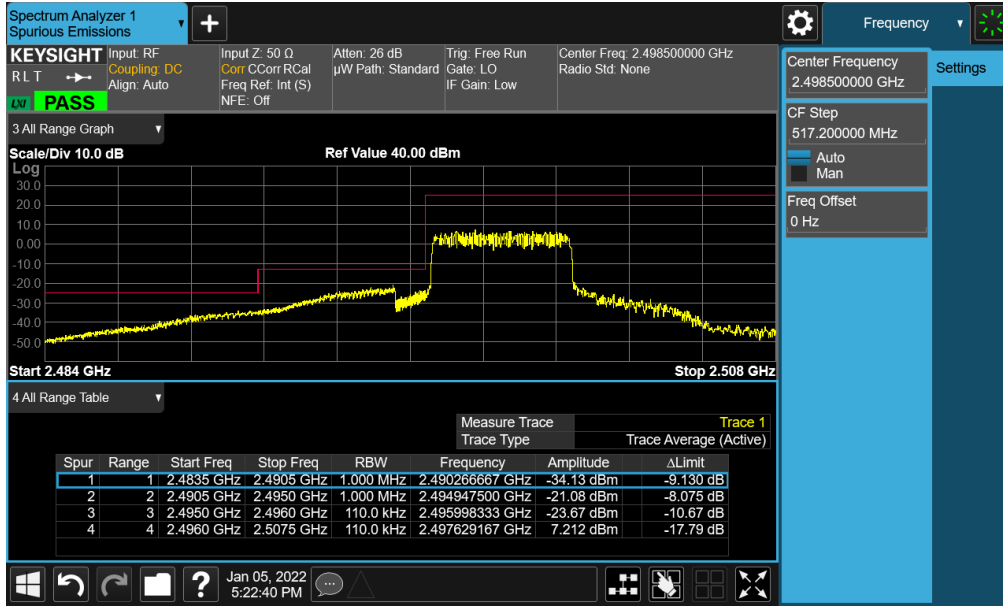 Spectrum Analyzer 1
Spurious Emissions
Frequency
KEYSIGHT
R L T
LXI PASS
Input: RF
Coupling: DC
Align: Auto
Input Z: 50 Ω
Corr CCorr RCal
Freq Ref: Int (S)
NFE: Off
Atten: 26 dB
µW Path: Standard
Trig: Free Run
Gate: LO
IF Gain: Low
Center Freq: 2.498500000 GHz
Radio Std: None
Center Frequency
2.498500000 GHz
Settings
CF Step
517.200000 MHz
Auto
Man
Freq Offset
0 Hz
3 All Range Graph
Scale/Div 10.0 dB Ref Value 40.00 dBm
Log
30.0
20.0
10.0
0.00
-10.0
-20.0
-30.0
-40.0
-50.0
Start 2.484 GHz Stop 2.508 GHz
4 All Range Table
Measure Trace Trace 1
Trace Type Trace Average (Active)
Spur Range Start Freq Stop Freq RBW Frequency Amplitude ΔLimit
1 1 2.4835 GHz 2.4905 GHz 1.000 MHz 2.490266667 GHz -34.13 dBm -9.130 dB
2 2 2.4905 GHz 2.4950 GHz 1.000 MHz 2.494947500 GHz -21.08 dBm -8.075 dB
3 3 2.4950 GHz 2.4960 GHz 110.0 kHz 2.495998333 GHz -23.67 dBm -10.67 dB
4 4 2.4960 GHz 2.5075 GHz 110.0 kHz 2.497629167 GHz 7.212 dBm -17.79 dB
?
Jan 05, 2022
5:22:40 PM